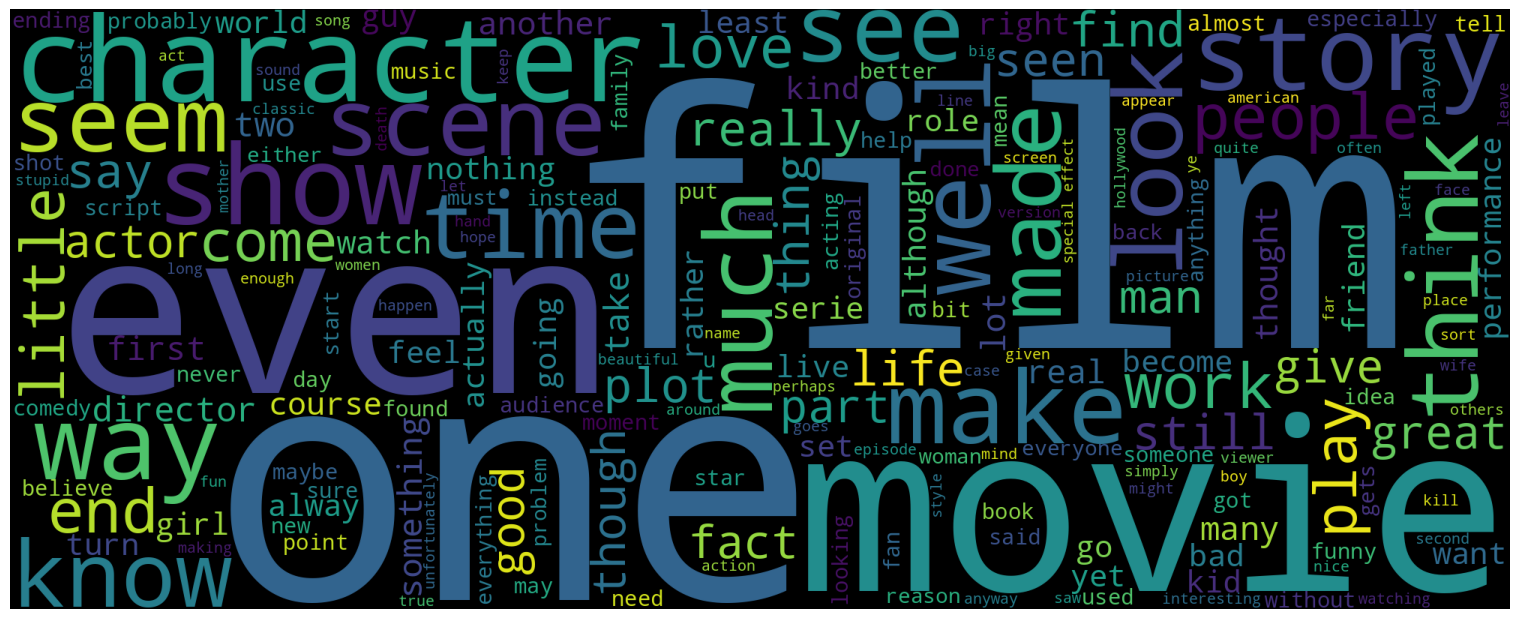 ending
probably
world
song
guy
another
least
love
see
right
find
almost
especially
tell
character
best
act
sound
use
music
keep
family
kind
better
big
seen
look
story
played
leave
seem
classic
two
scene
death
really
role
line
help
mean
made
appear
american
people
shot
say
either
mother
show
nothing
let
must
instead
time
film
put
much
head
thing
acting
although
well
done
screen
version
special effect
hollywood
ye
quite
often
think
stupid
script
hand
hope
original
back
anything
thought
left
face
father
friend
performance
little
actor
come
watch
women
long
enough
even
rather
take
actually
going
name
serie
bit
lot
picture
man
far
place
sort
first
start
happen
feel
beautiful
u
never
day
plot
live
perhaps
life
given
case
real
become
give
idea
wife
others
comedy
director
course
found
audience
moment
around
part
goes
make
work
still
great
way
something
unfortunately
one
though
set
episode
woman
mind
everyone
someone
simply
viewer
play
gets
believe
fun
maybe
sure
alway
new
point
good
problem
everything
star
fact
action
style
book
said
fan
looking
movie
might
boy
got
many
kill
end
girl
turn
making
know
true
may
need
reason
anyway
go
yet
saw
used
bad
kid
interesting
without
funny
nice
want
second
watching